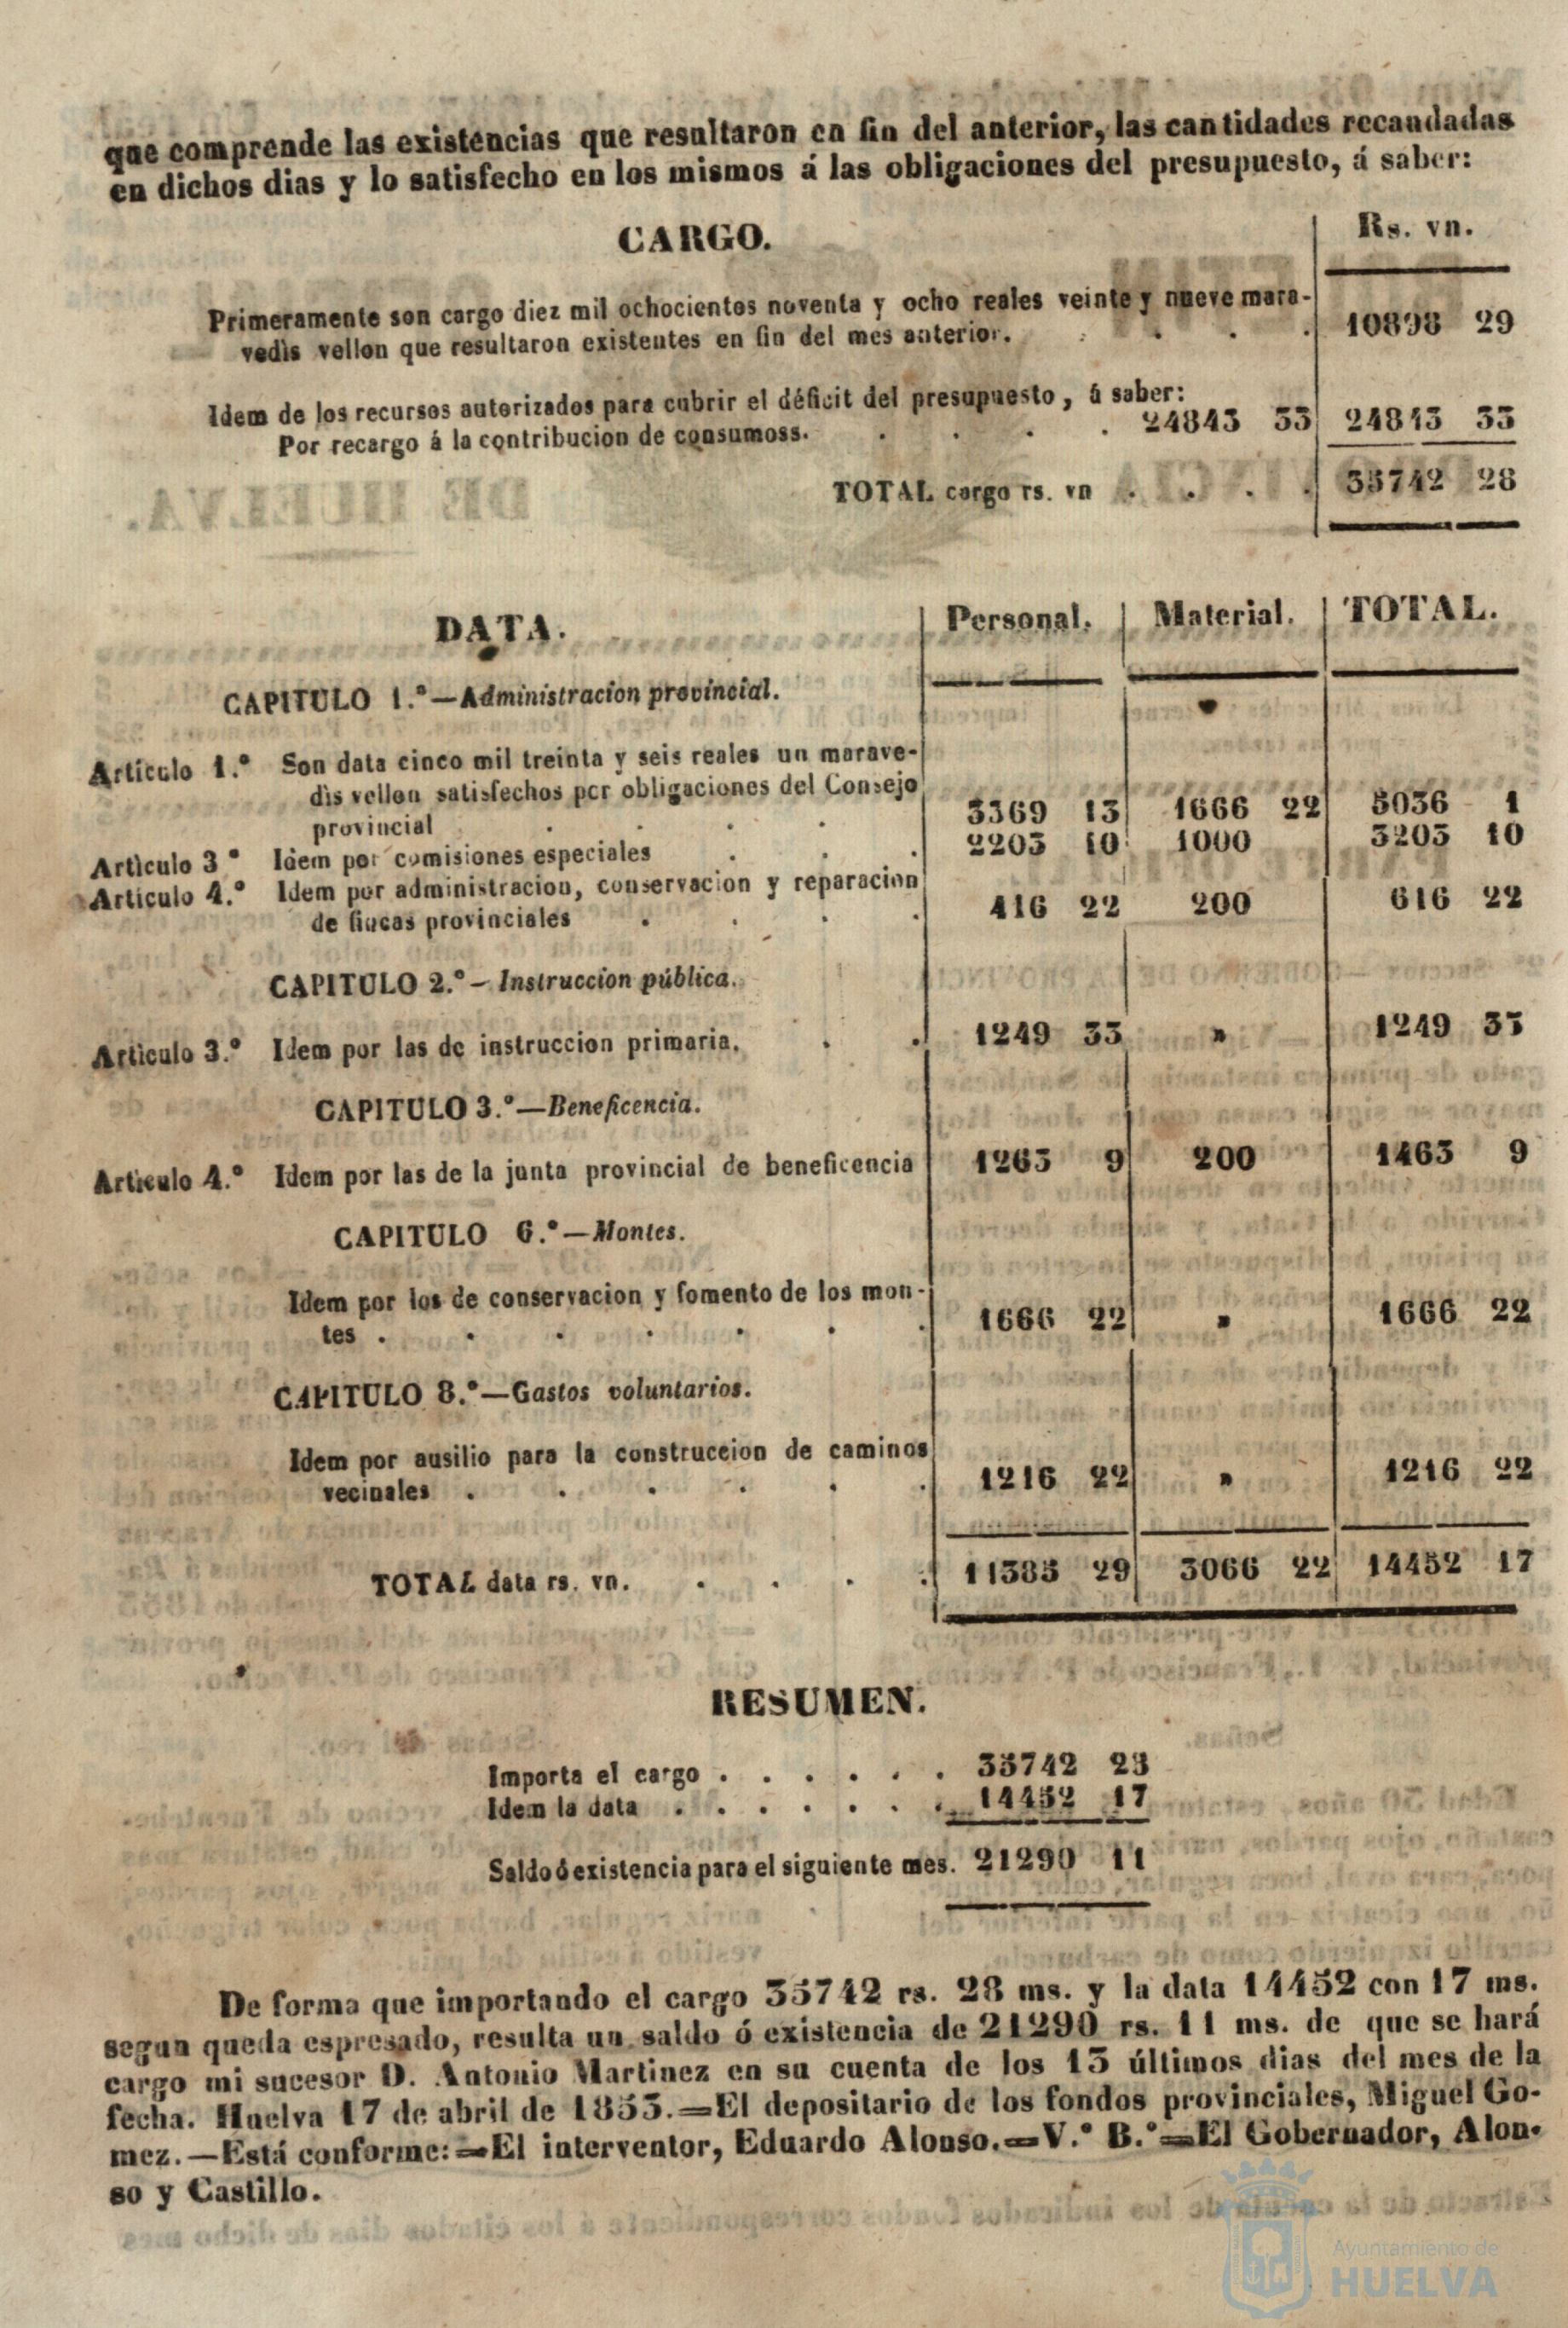 que comprende las existencias que resultaron en fin del anterior, las cantidades recaudadas
en dichos dias y lo satisfecho en los mismos á las obligaciones del presupuesto, á saber:
CARGO.
Rs. vn.
Primeramente son cargo diez mil ochocientos noventa y ocho reales veinte y nueve mara-
vedìs vellon que resultaron existentes en fin del mes anterior. . . . . 10898 29
Idem de los recursos autorizados para cubrir el déficit del presupuesto, á saber:
Por recargo á la contribucion de consumoss. . . . . 24843 33 24843 33
TOTAL cargo rs. vn . . . . 35742 28
DATA. Personal. Material. TOTAL.
CAPITULO 1.º—Administracion provincial.
Artículo 1.º Son data cinco mil treinta y seis reales un marave-
dìs vellon satisfechos por obligaciones del Consejo
provincial . . . . 3369 13 1666 22 5036 1
Artìculo 3º Idem por comisiones especiales . . . 2203 10 1000 3203 10
Artículo 4.º Idem por administracion, conservacion y reparacion
de fincas provinciales . . . . 416 22 200 616 22
CAPITULO 2.º— Instruccion pública.
Artìculo 3.º Idem por las de instruccion primaria. . . 1249 33 » 1249 33
CAPITULO 3.º—Beneficencia.
Articulo 4.º Idem por las de la junta provincial de beneficencia 1263 9 200 1463 9
CAPITULO 6.º—Montes.
Idem por los de conservacion y fomento de los mon-
tes . . . . . . . 1666 22 » 1666 22
CAPITULO 8.º—Gastos voluntarios.
Idem por ausilio para la construccion de caminos
vecinales . . . . . . 1216 22 » 1216 22
TOTAL data rs. vn. . . . . 11385 29 3066 22 14452 17
RESUMEN.
Importa el cargo . . . . . . 35742 28
Idem la data . . . . . . . 14452 17
Saldo ó existencia para el siguiente mes. 21290 11
De forma que importando el cargo 35742 rs. 28 ms. y la data 14452 con 17 ms.
segun queda espresado, resulta un saldo ó existencia de 21290 rs. 11 ms. de que se hará
cargo mi sucesor D. Antonio Martinez en su cuenta de los 15 últimos dias del mes de la
fecha. Huelva 17 de abril de 1853.=El depositario de los fondos provinciales, Miguel Go-
mez.—Está conforme:=El interventor, Eduardo Alonso.=V.º B.º=El Gobernador, Alon-
so y Castillo.
Ayuntamiento de
HUELVA